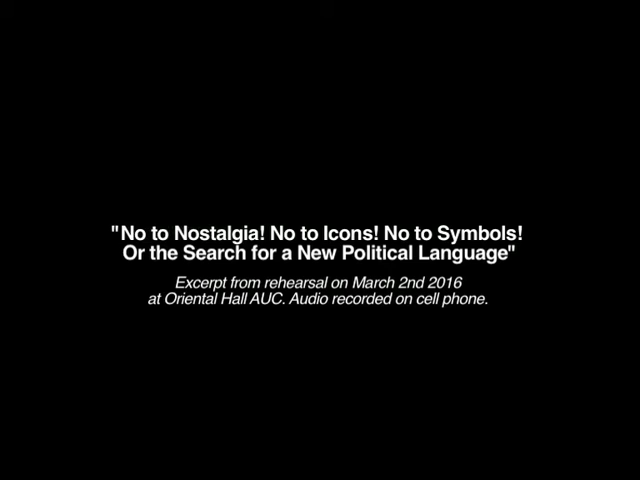 "No to Nostalgia! No to Icons! No to Symbols!
Or the Search for a New Political Language"
Excerpt from rehearsal on March 2nd 2016
at Oriental Hall AUC. Audio recorded on cell phone.